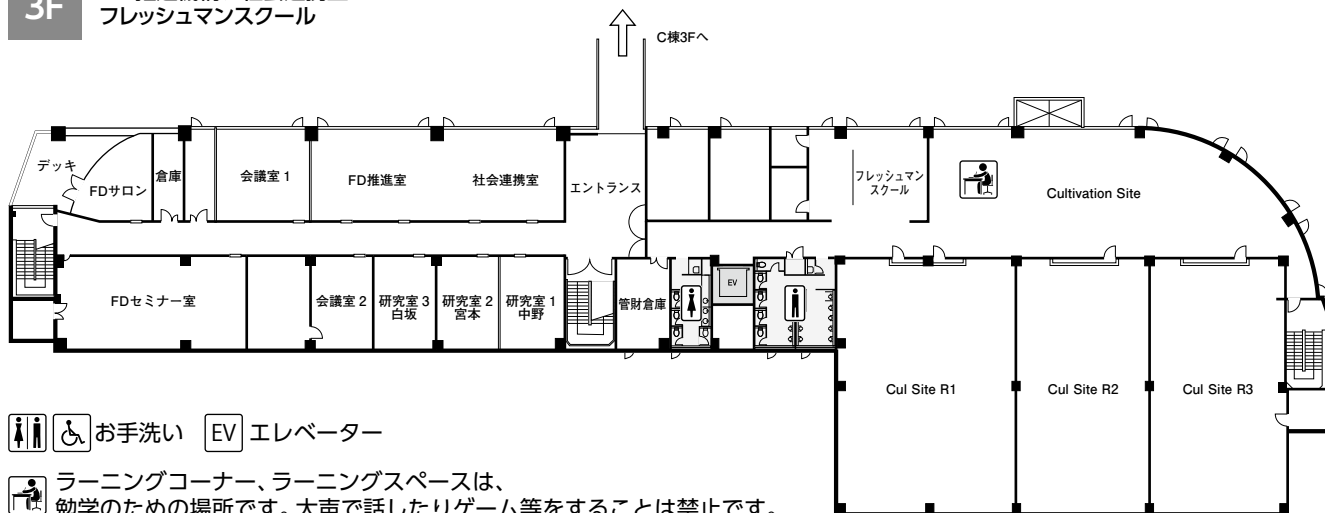 3F
フレッシュマンスクール
C棟3Fへ
デッキ
FDサロン
倉庫
会議室 1
FD推進室
社会連携室
エントランス
フレッシュマン
スクール
Cultivation Site
FDセミナー室
会議室 2
研究室 3
白坂
研究室 2
宮本
研究室 1
中野
管財倉庫
EV
Cul Site R1
Cul Site R2
Cul Site R3
お手洗い
EV エレベーター
ラーニングコーナー、ラーニングスペースは、
勉学のための場所です。大声で話したりゲーム等をすることは禁止です。